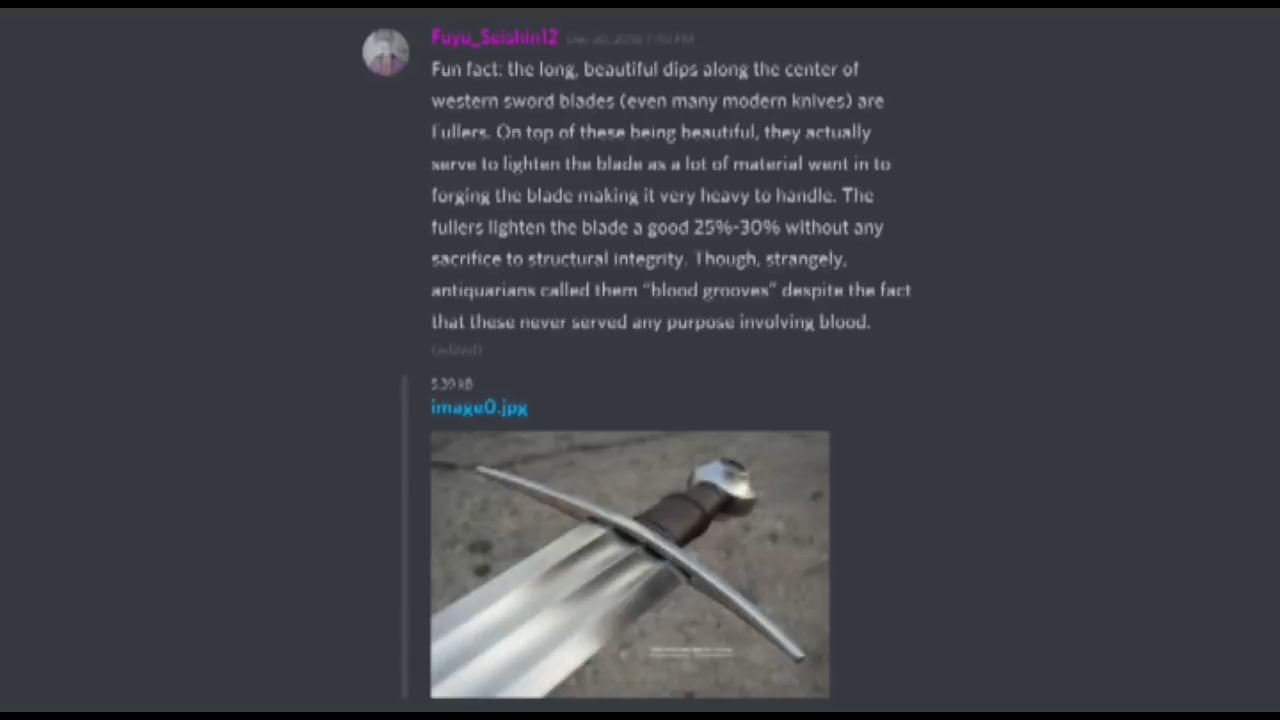 Fuyu_Seishin12
Fun fact: the long, beautiful dips along the center of
western sword blades (even many modern knives) are
Fullers. On top of these being beautiful, they actually
serve to lighten the blade as a lot of material went in to
forging the blade making it very heavy to handle. The
fullers lighten the blade a good 25%-30% without any
sacrifice to structural integrity. Though, strangely,
antiquarians called them "blood grooves" despite the fact
that these never served any purpose involving blood.
(edited)
5.39 kB
image0.jpg